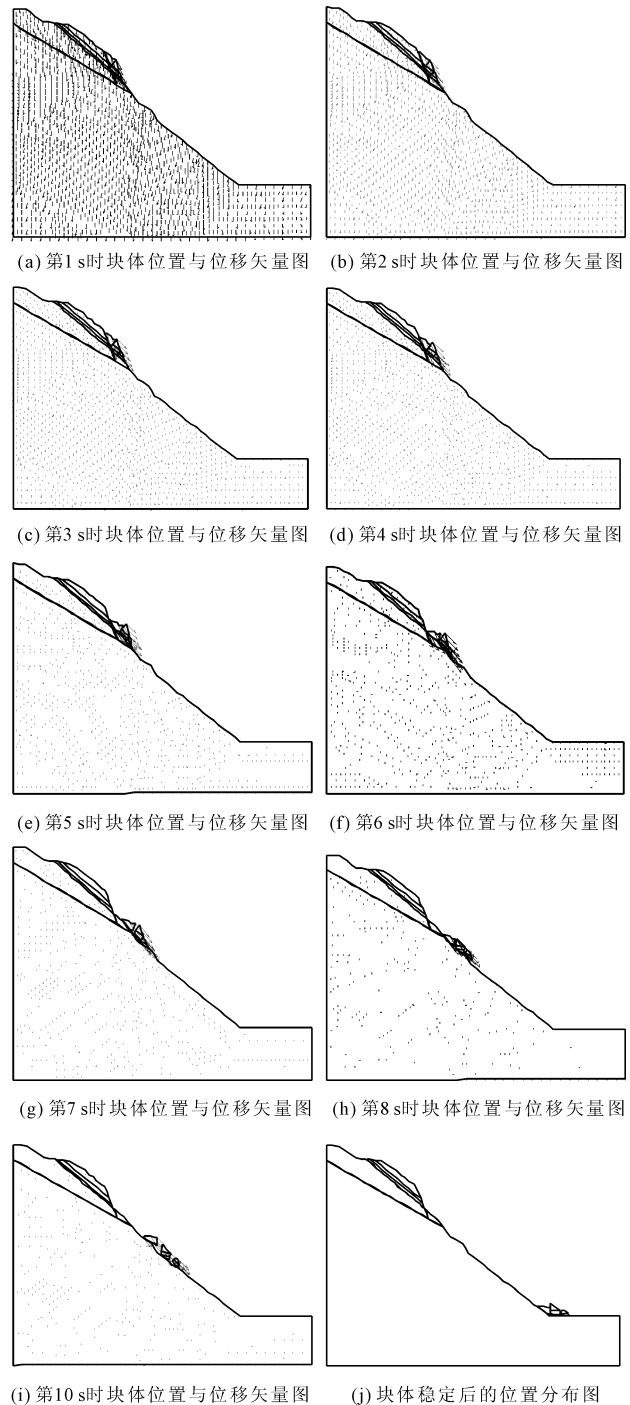 (a) 第1 s时块体位置与位移矢量图
(b) 第2 s时块体位置与位移矢量图
(c) 第3 s时块体位置与位移矢量图
(d) 第4 s时块体位置与位移矢量图
(e) 第5 s时块体位置与位移矢量图
(f) 第6 s时块体位置与位移矢量图
(g) 第7 s时块体位置与位移矢量图
(h) 第8 s时块体位置与位移矢量图
(i) 第10 s时块体位置与位移矢量图
(j) 块体稳定后的位置分布图